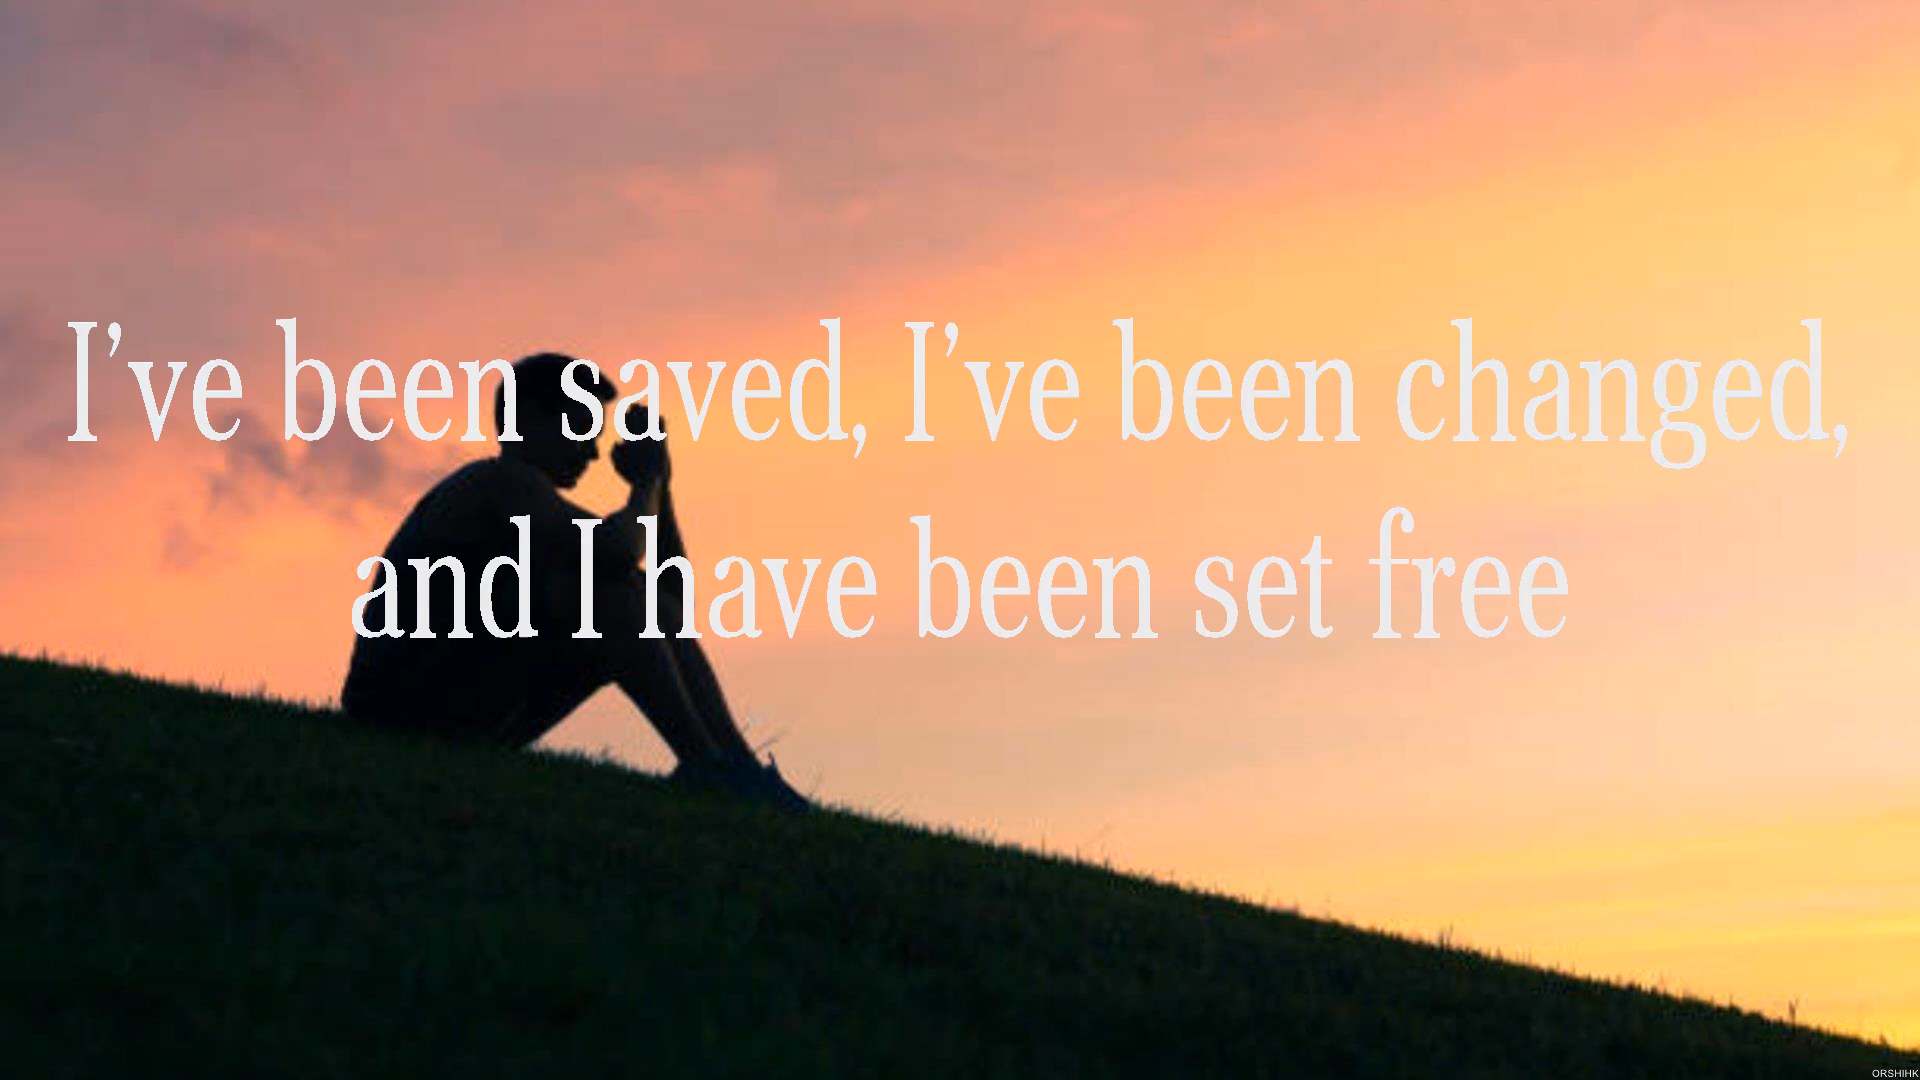 I’ve been saved, I’ve been changed,
and I have been set free
ORSHIHK